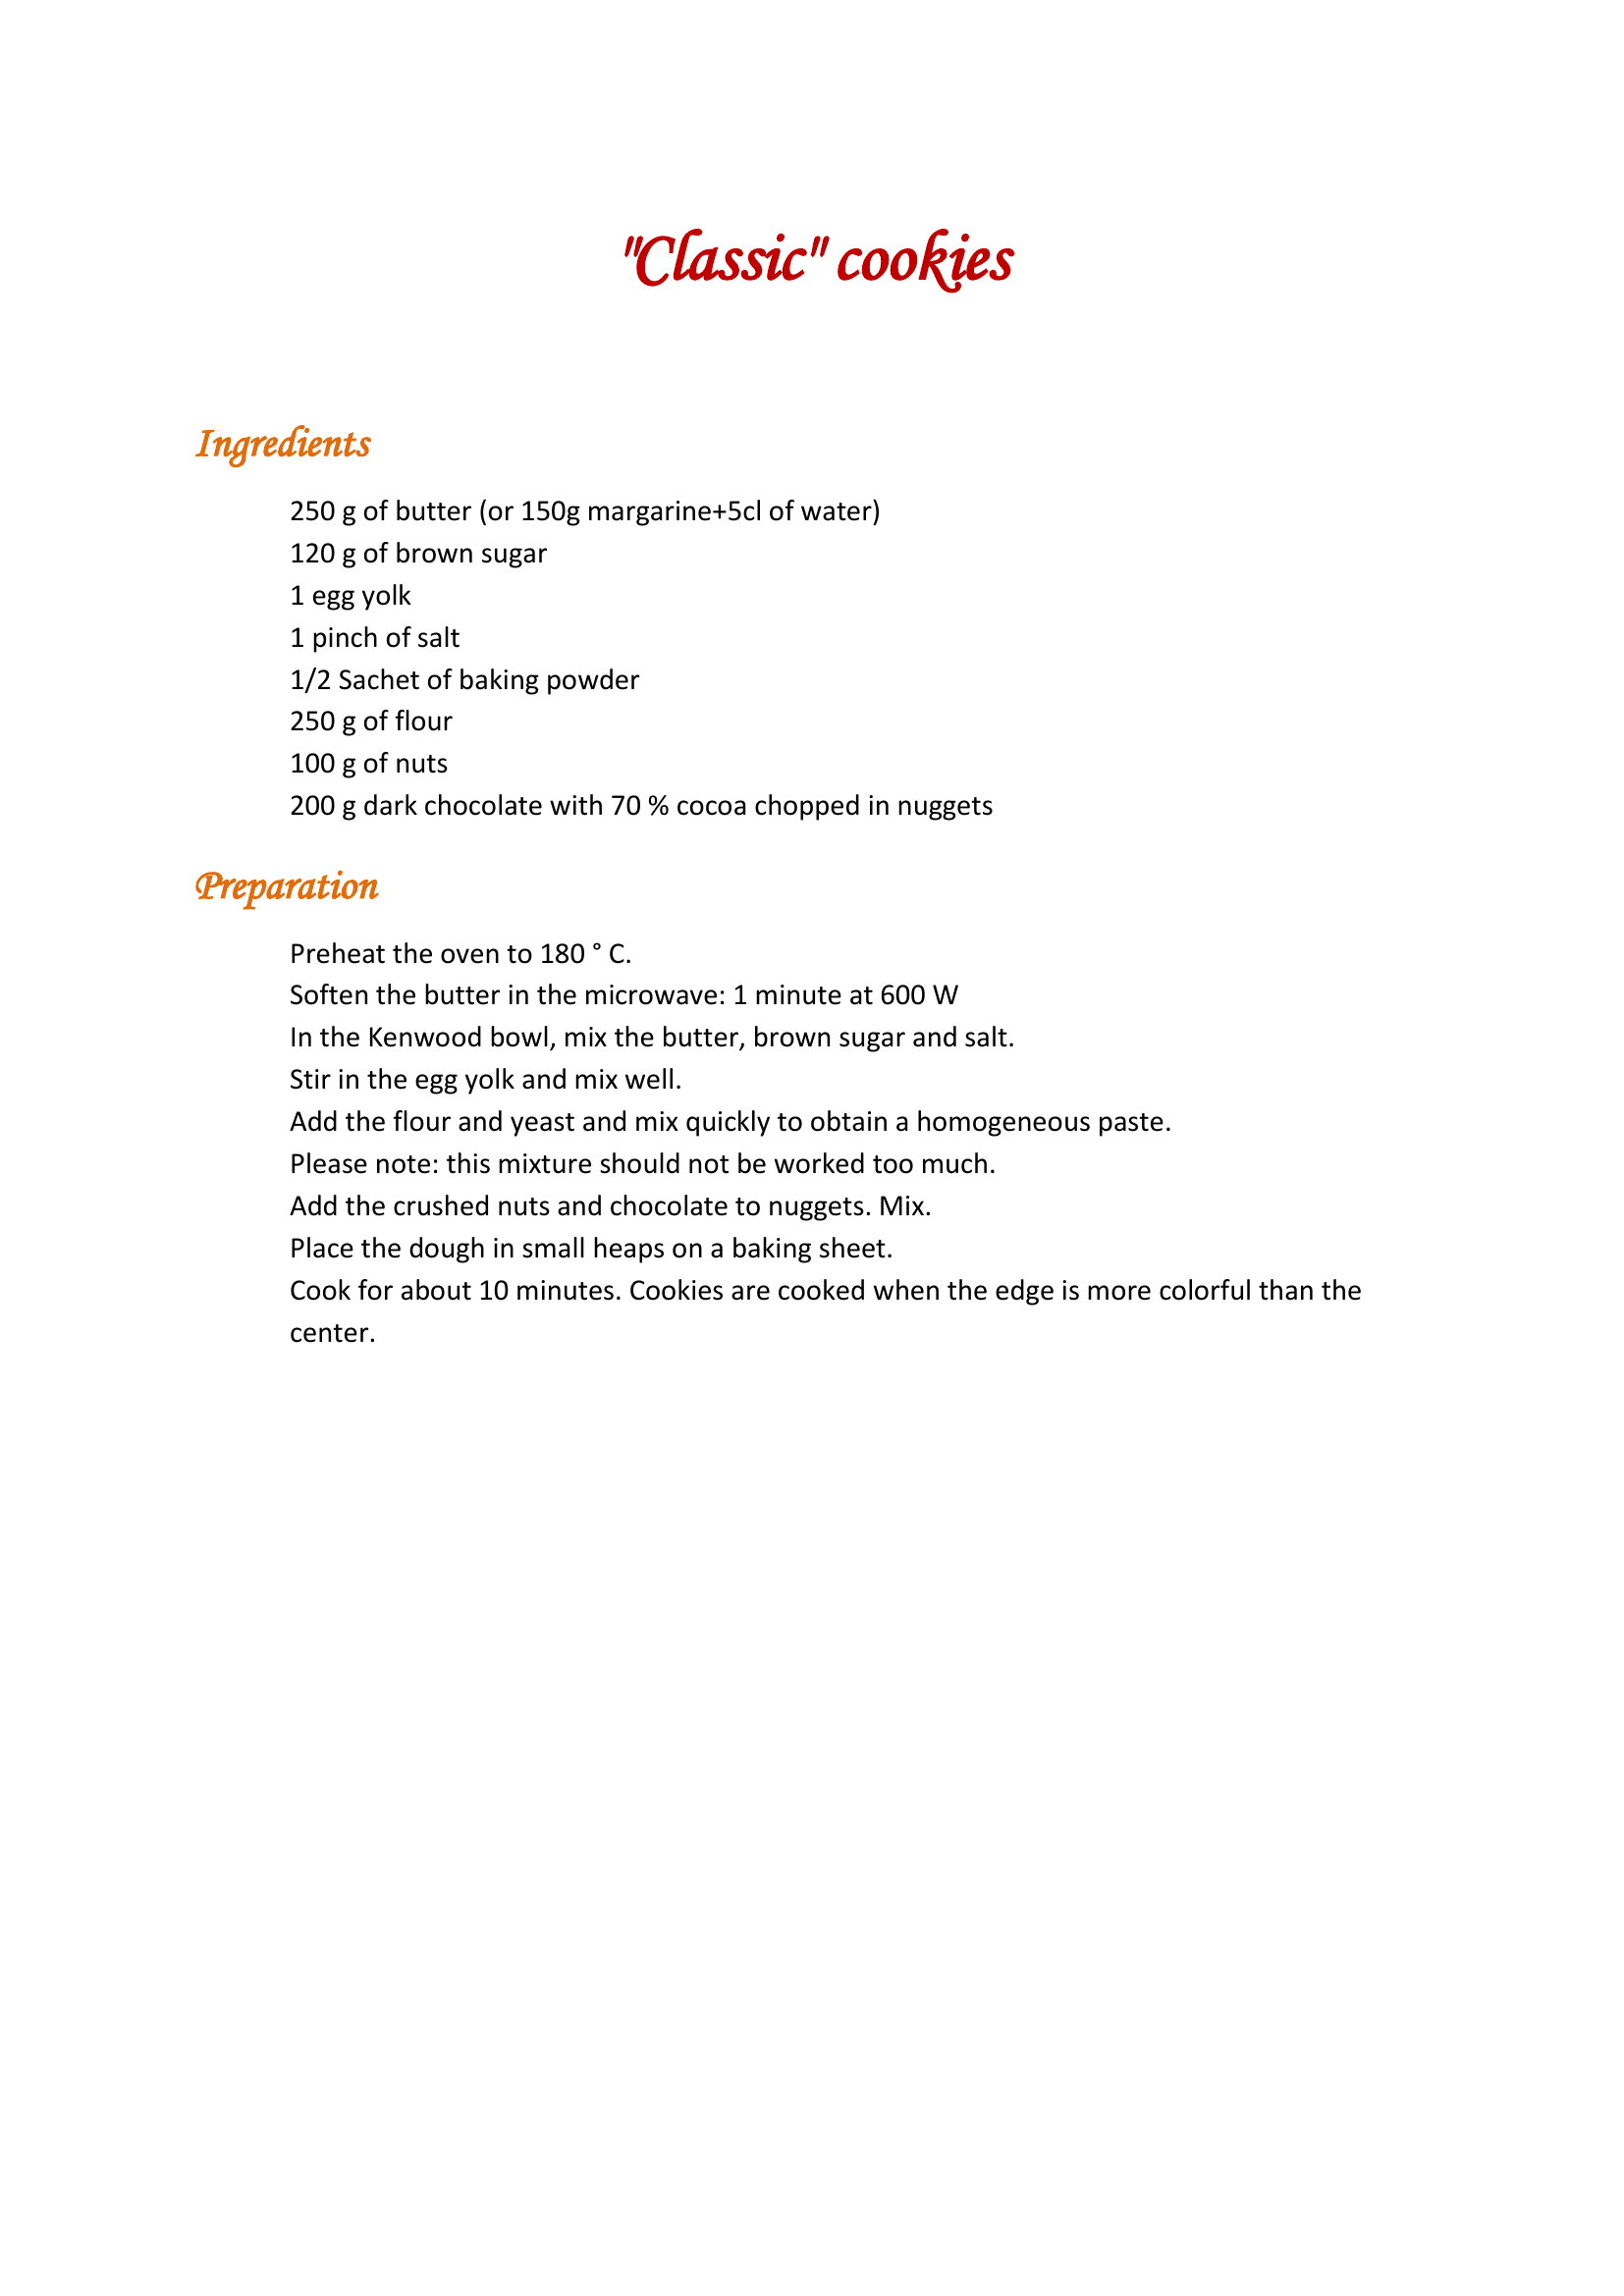 "Classic" cookies
Ingredients
250 g of butter (or 150g margarine+5cl of water)
120 g of brown sugar
1 egg yolk
1 pinch of salt
1/2 Sachet of baking powder
250 g of flour
100 g of nuts
200 g dark chocolate with 70 % cocoa chopped in nuggets
Preparation
Preheat the oven to 180 ° C.
Soften the butter in the microwave: 1 minute at 600 W
In the Kenwood bowl, mix the butter, brown sugar and salt.
Stir in the egg yolk and mix well.
Add the flour and yeast and mix quickly to obtain a homogeneous paste.
Please note: this mixture should not be worked too much.
Add the crushed nuts and chocolate to nuggets. Mix.
Place the dough in small heaps on a baking sheet.
Cook for about 10 minutes. Cookies are cooked when the edge is more colorful than the
center.